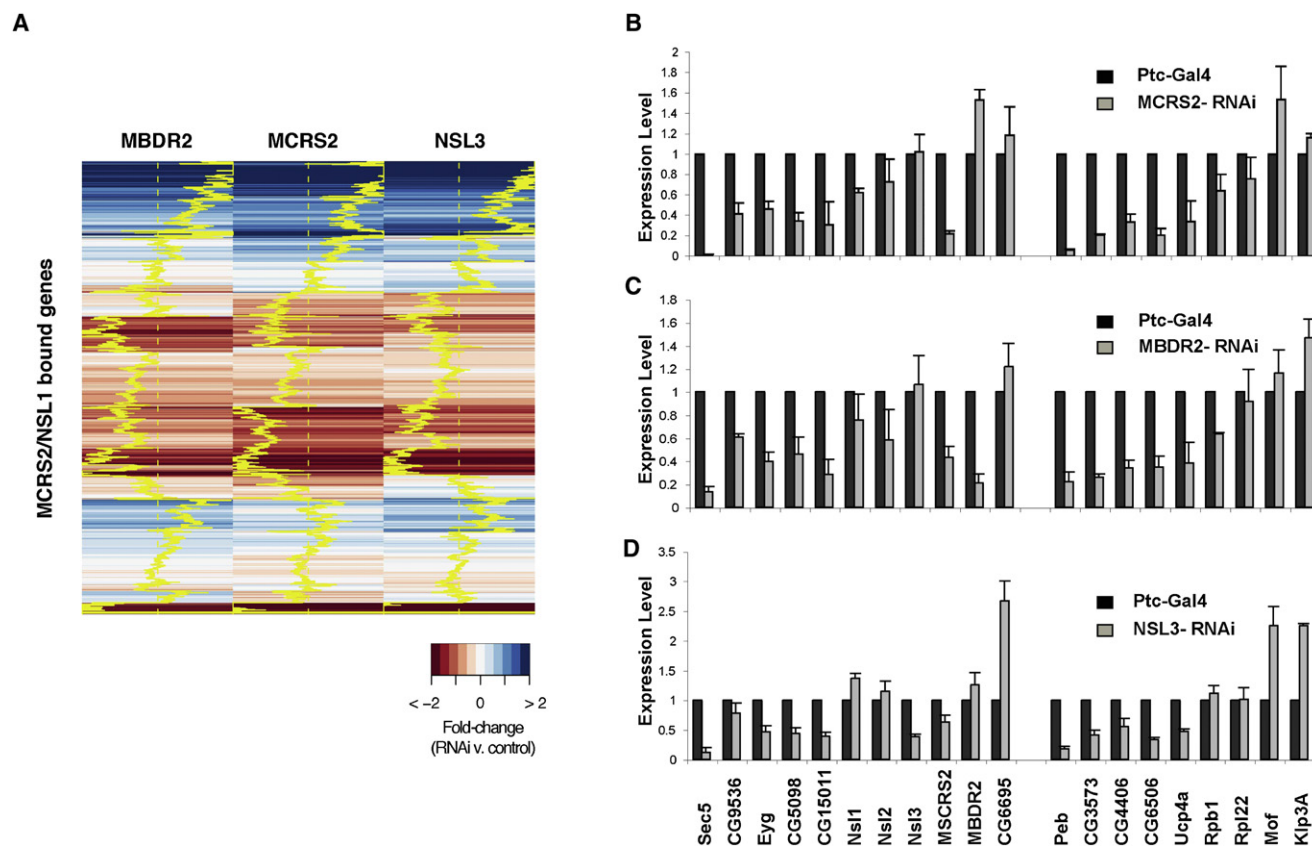 A
MBDR2 MCRS2 NSL3
MCRS2/NSL1 bound genes
< -2 0 > 2
Fold-change
(RNAi v. control)
B
Expression Level
2
1.8
1.6
1.4
1.2
1
0.8
0.6
0.4
0.2
0
Ptc-Gal4
MCRS2- RNAi
C
Expression Level
1.8
1.6
1.4
1.2
1
0.8
0.6
0.4
0.2
0
Ptc-Gal4
MBDR2- RNAi
D
Expression Level
3.5
3
2.5
2
1.5
1
0.5
0
Ptc-Gal4
NSL3- RNAi
Sec5
CG9536
Eyg
CG5098
CG15011
Nsl1
Nsl2
Nsl3
MSCRS2
MBDR2
CG6695
Peb
CG3573
CG4406
CG6506
Ucp4a
Rpb1
Rpl22
Mof
Klp3A